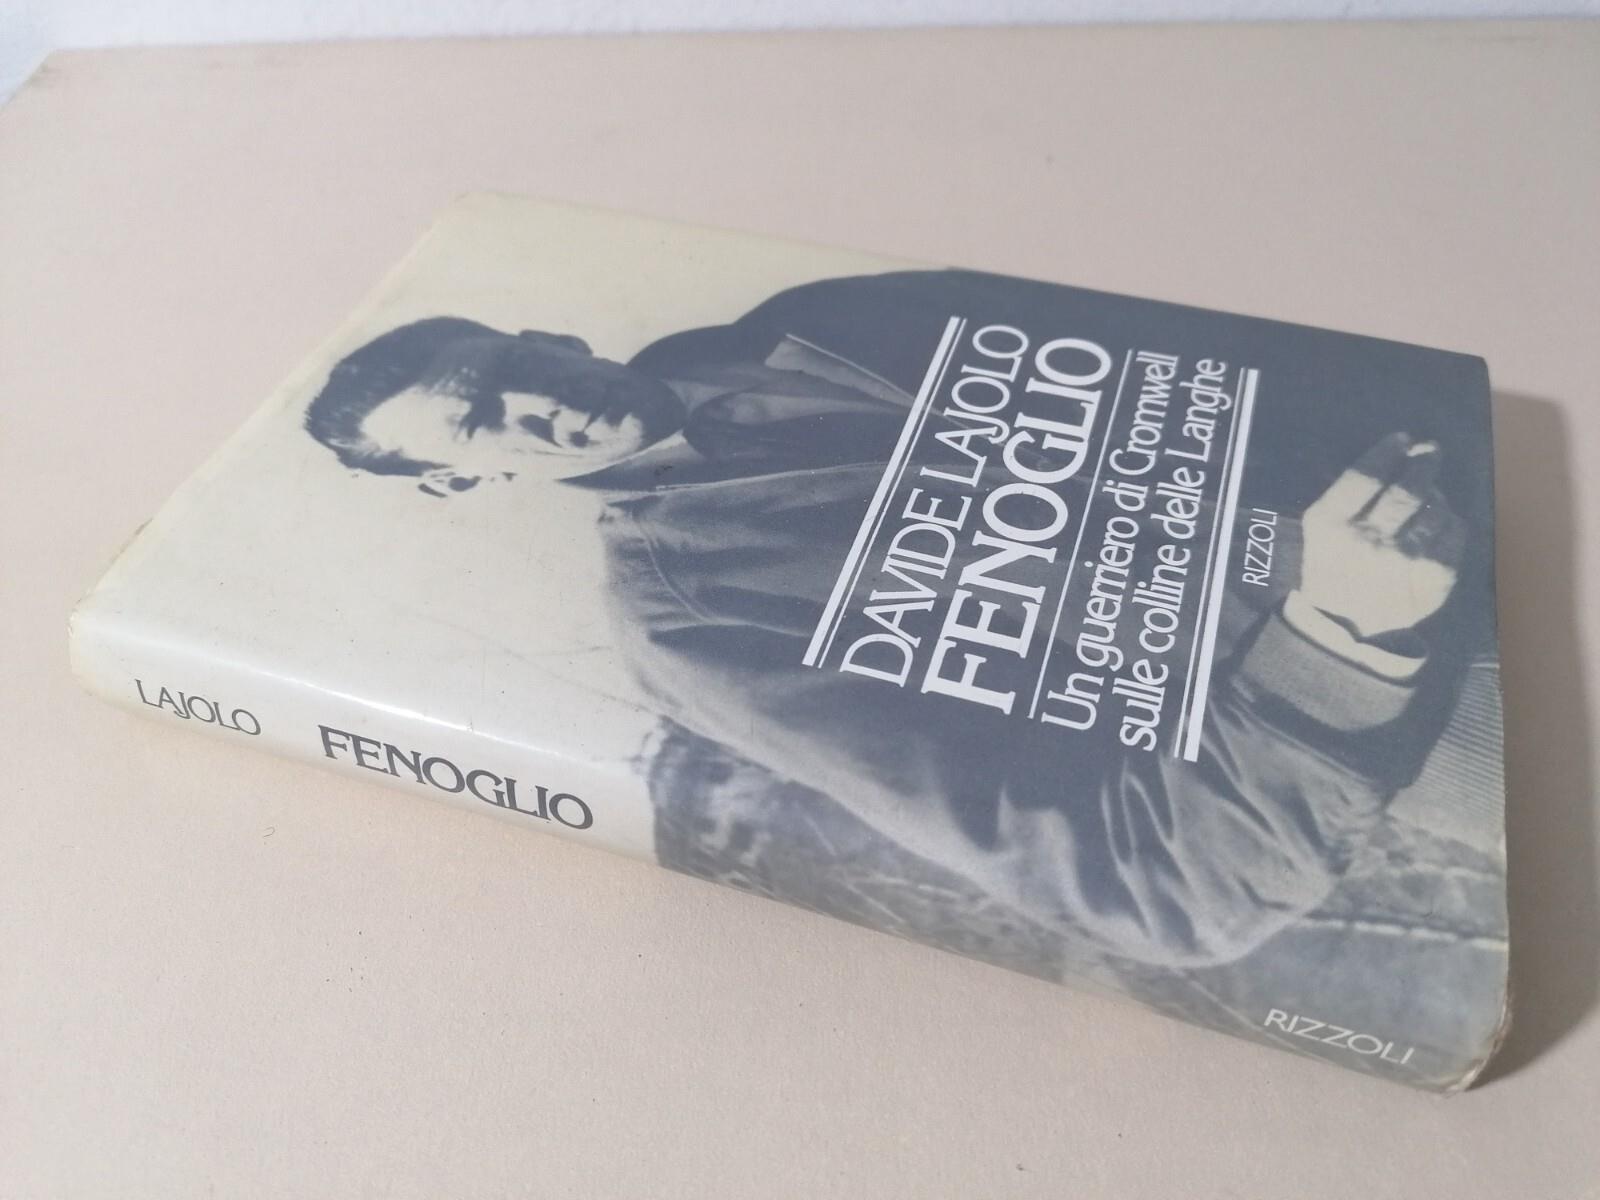 DAVIDE LAJOLO
FENOGLIO
Un guerriero di Cromwell
sulle colline delle Langhe
RIZZOLI
LAJOLO FENOGLIO RIZZOLI